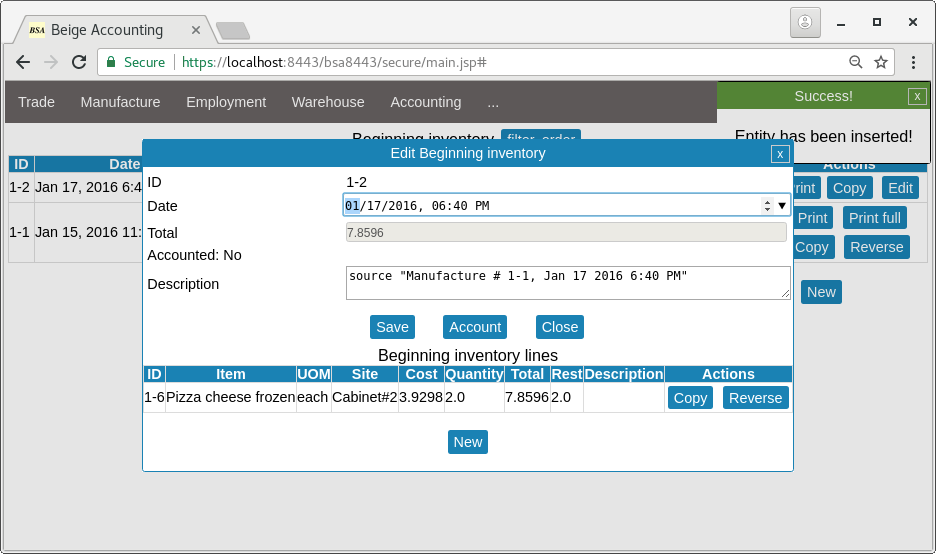 BSA Beige Accounting
Secure https://localhost:8443/bsa8443/secure/main.jsp#
Trade Manufacture Employment Warehouse Accounting ...
Success! x
Entity has been inserted!
Beginning inventory filter, order
Edit Beginning inventory x
ID Date Actions
1-2 Jan 17, 2016 6:4 Print Copy Edit
1-1 Jan 15, 2016 11: Print Print full
Copy Reverse
New
ID 1-2
Date 01/17/2016, 06:40 PM
Total 7.8596
Accounted: No
Description source "Manufacture # 1-1, Jan 17 2016 6:40 PM"
Save Account Close
Beginning inventory lines
ID Item UOM Site Cost Quantity Total Rest Description Actions
1-6 Pizza cheese frozen each Cabinet#2 3.9298 2.0 7.8596 2.0 Copy Reverse
New